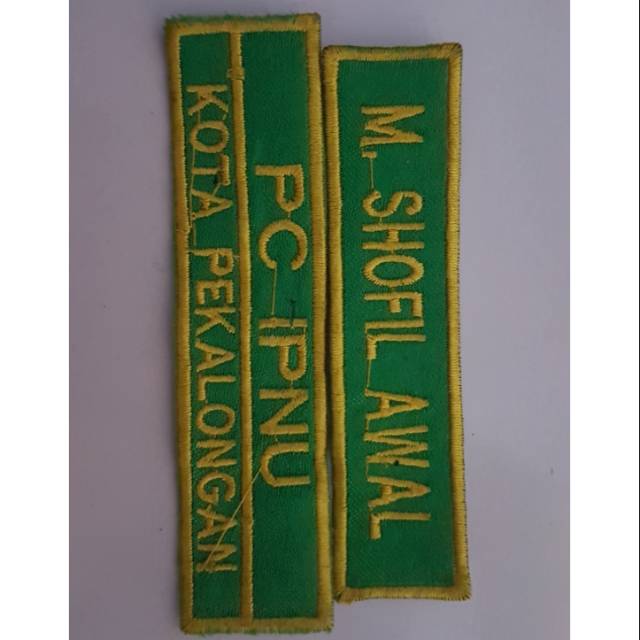 PC IPNU
KOTA PEKALONGAN
M. SHOFIL AWAL